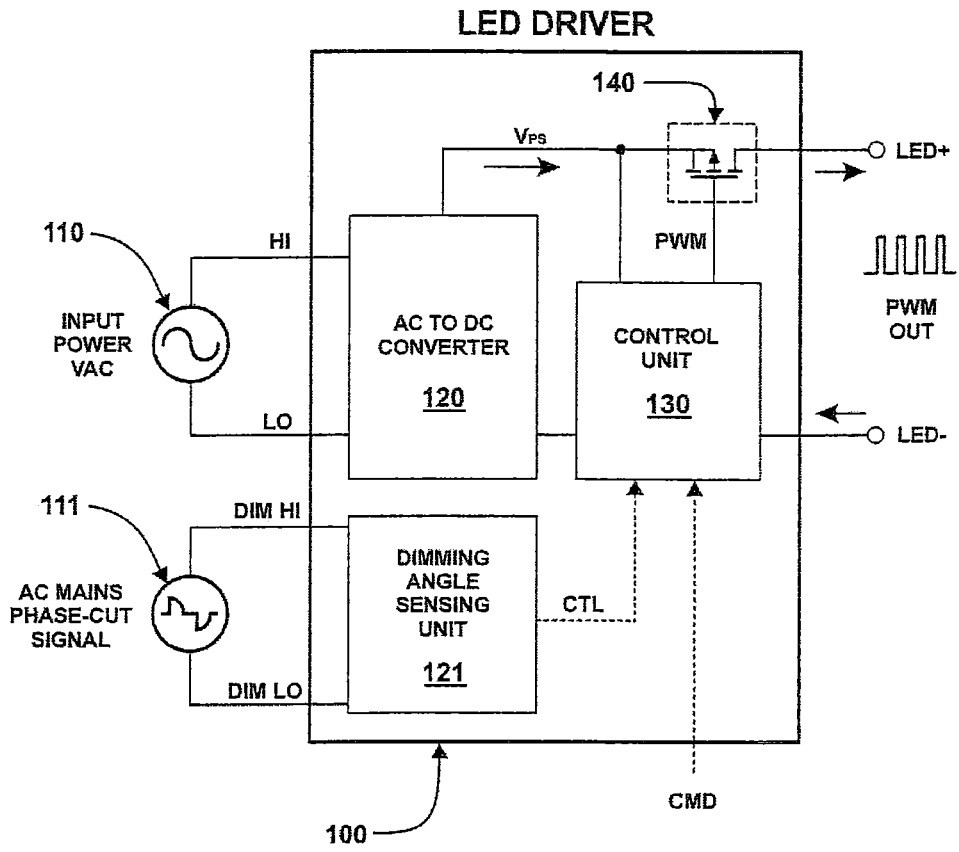 LED DRIVER
140
VPS
LED+
110
HI
PWM
INPUT
POWER
VAC
AC TO DC
CONVERTER
120
CONTROL
UNIT
130
PWM
OUT
LO
LED-
111
DIM HI
AC MAINS
PHASE-CUT
SIGNAL
DIMMING
ANGLE
SENSING
UNIT
121
CTL
DIM LO
CMD
100